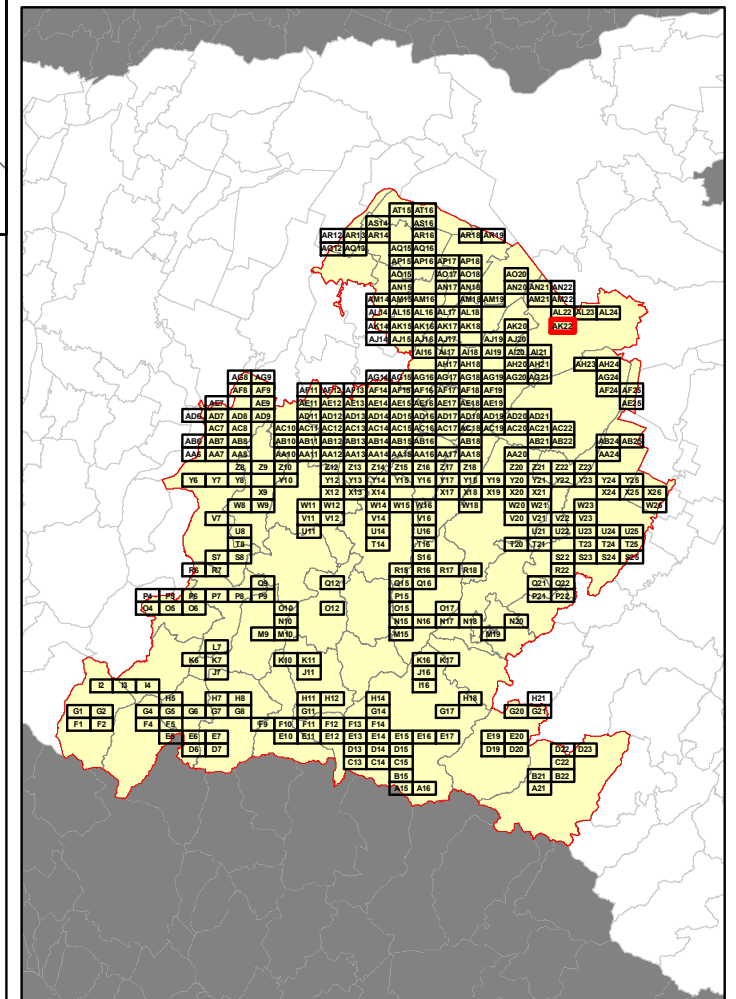 AT15 AT16
AS14 AS16
AR12 AR13 AR14 AR16 AR18 AR19
AQ12 AQ13 AQ15 AQ16
AP15 AP16 AP17 AP18
AO15 AO17 AO18 AO20
AN15 AN17 AN18 AN20 AN21 AN22
AM14 AM15 AM16 AM18 AM19 AM21 AM22
AL14 AL15 AL16 AL17 AL18 AL22 AL23 AL24
AK14 AK15 AK16 AK17 AK18 AK20 AK22
AJ14 AJ15 AJ16 AJ17 AJ19 AJ20
AI16 AI17 AI18 AI19 AI20 AI21
AH17 AH18 AH20 AH21 AH23 AH24
AG8 AG9 AG14 AG15 AG16 AG17 AG18 AG19 AG20 AG21 AG24
AF8 AF9 AF11 AF12 AF13 AF14 AF15 AF16 AF17 AF18 AF19 AF24 AF25
AE7 AE9 AE11 AE12 AE13 AE14 AE15 AE16 AE17 AE18 AE19 AE25
AD6 AD7 AD8 AD9 AD11 AD12 AD13 AD14 AD15 AD16 AD17 AD18 AD19 AD20 AD21
AC7 AC8 AC10 AC11 AC12 AC13 AC14 AC15 AC16 AC17 AC18 AC19 AC20 AC21 AC22
AB6 AB7 AB8 AB10 AB11 AB12 AB13 AB14 AB15 AB16 AB18 AB21 AB22 AB24 AB25
AA6 AA7 AA8 AA10 AA11 AA12 AA13 AA14 AA15 AA16 AA17 AA18 AA20 AA24
Z8 Z9 Z10 Z12 Z13 Z14 Z15 Z16 Z17 Z18 Z20 Z21 Z22 Z23
Y6 Y7 Y8 Y10 Y12 Y13 Y14 Y15 Y16 Y17 Y18 Y19 Y20 Y21 Y22 Y23 Y24 Y25
X9 X12 X13 X14 X17 X18 X19 X20 X21 X24 X25 X26
W8 W9 W11 W12 W14 W15 W16 W18 W20 W21 W23 W26
V7 V11 V12 V14 V16 V20 V21 V22 V23
U8 U11 U14 U16 U21 U22 U23 U24 U25
T8 T14 T16 T20 T21 T23 T24 T25
S7 S8 S16 S22 S23 S24 S25
R6 R7 R15 R16 R17 R18 R22
Q9 Q12 Q15 Q16 Q21 Q22
P4 P5 P6 P7 P8 P9 P15 P21 P22
O4 O5 O6 O10 O12 O15 O17
N10 N15 N16 N17 N18 N20
M9 M10 M15 M19
L7
K6 K7 K10 K11 K16 K17
J7 J11 J16
I2 I3 I4 I16
H5 H7 H8 H11 H12 H14 H18 H21
G1 G2 G4 G5 G6 G7 G8 G11 G14 G17 G20 G21
F1 F2 F4 F5 F9 F10 F11 F12 F13 F14
E5 E6 E7 E10 E11 E12 E13 E14 E15 E16 E17 E19 E20
D6 D7 D13 D14 D15 D19 D20 D22 D23
C13 C14 C15 C22
B15 B21 B22
A15 A16 A21